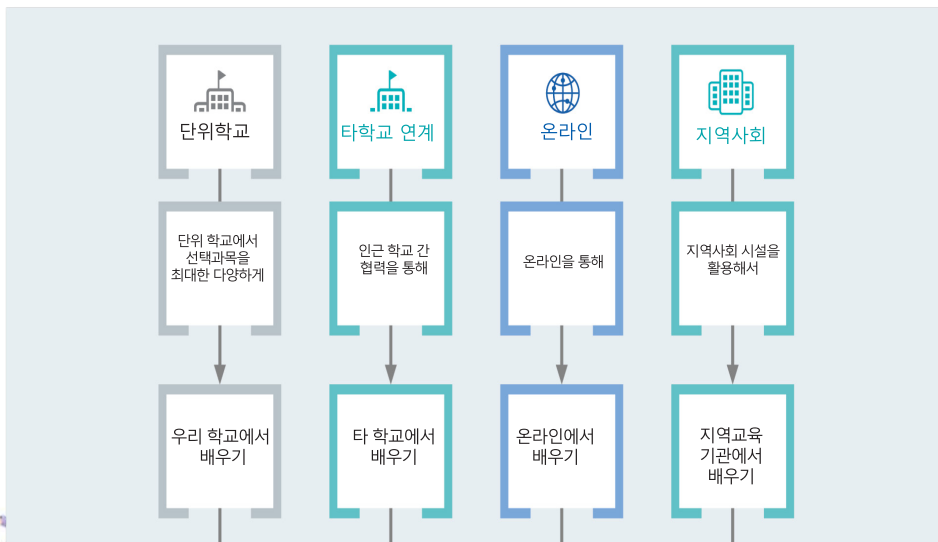 단위학교
타학교 연계
온라인
지역사회
단위 학교에서
선택과목을
최대한 다양하게
인근 학교 간
협력을 통해
온라인을 통해
지역사회 시설을
활용해서
우리 학교에서
배우기
타 학교에서
배우기
온라인에서
배우기
지역교육
기관에서
배우기